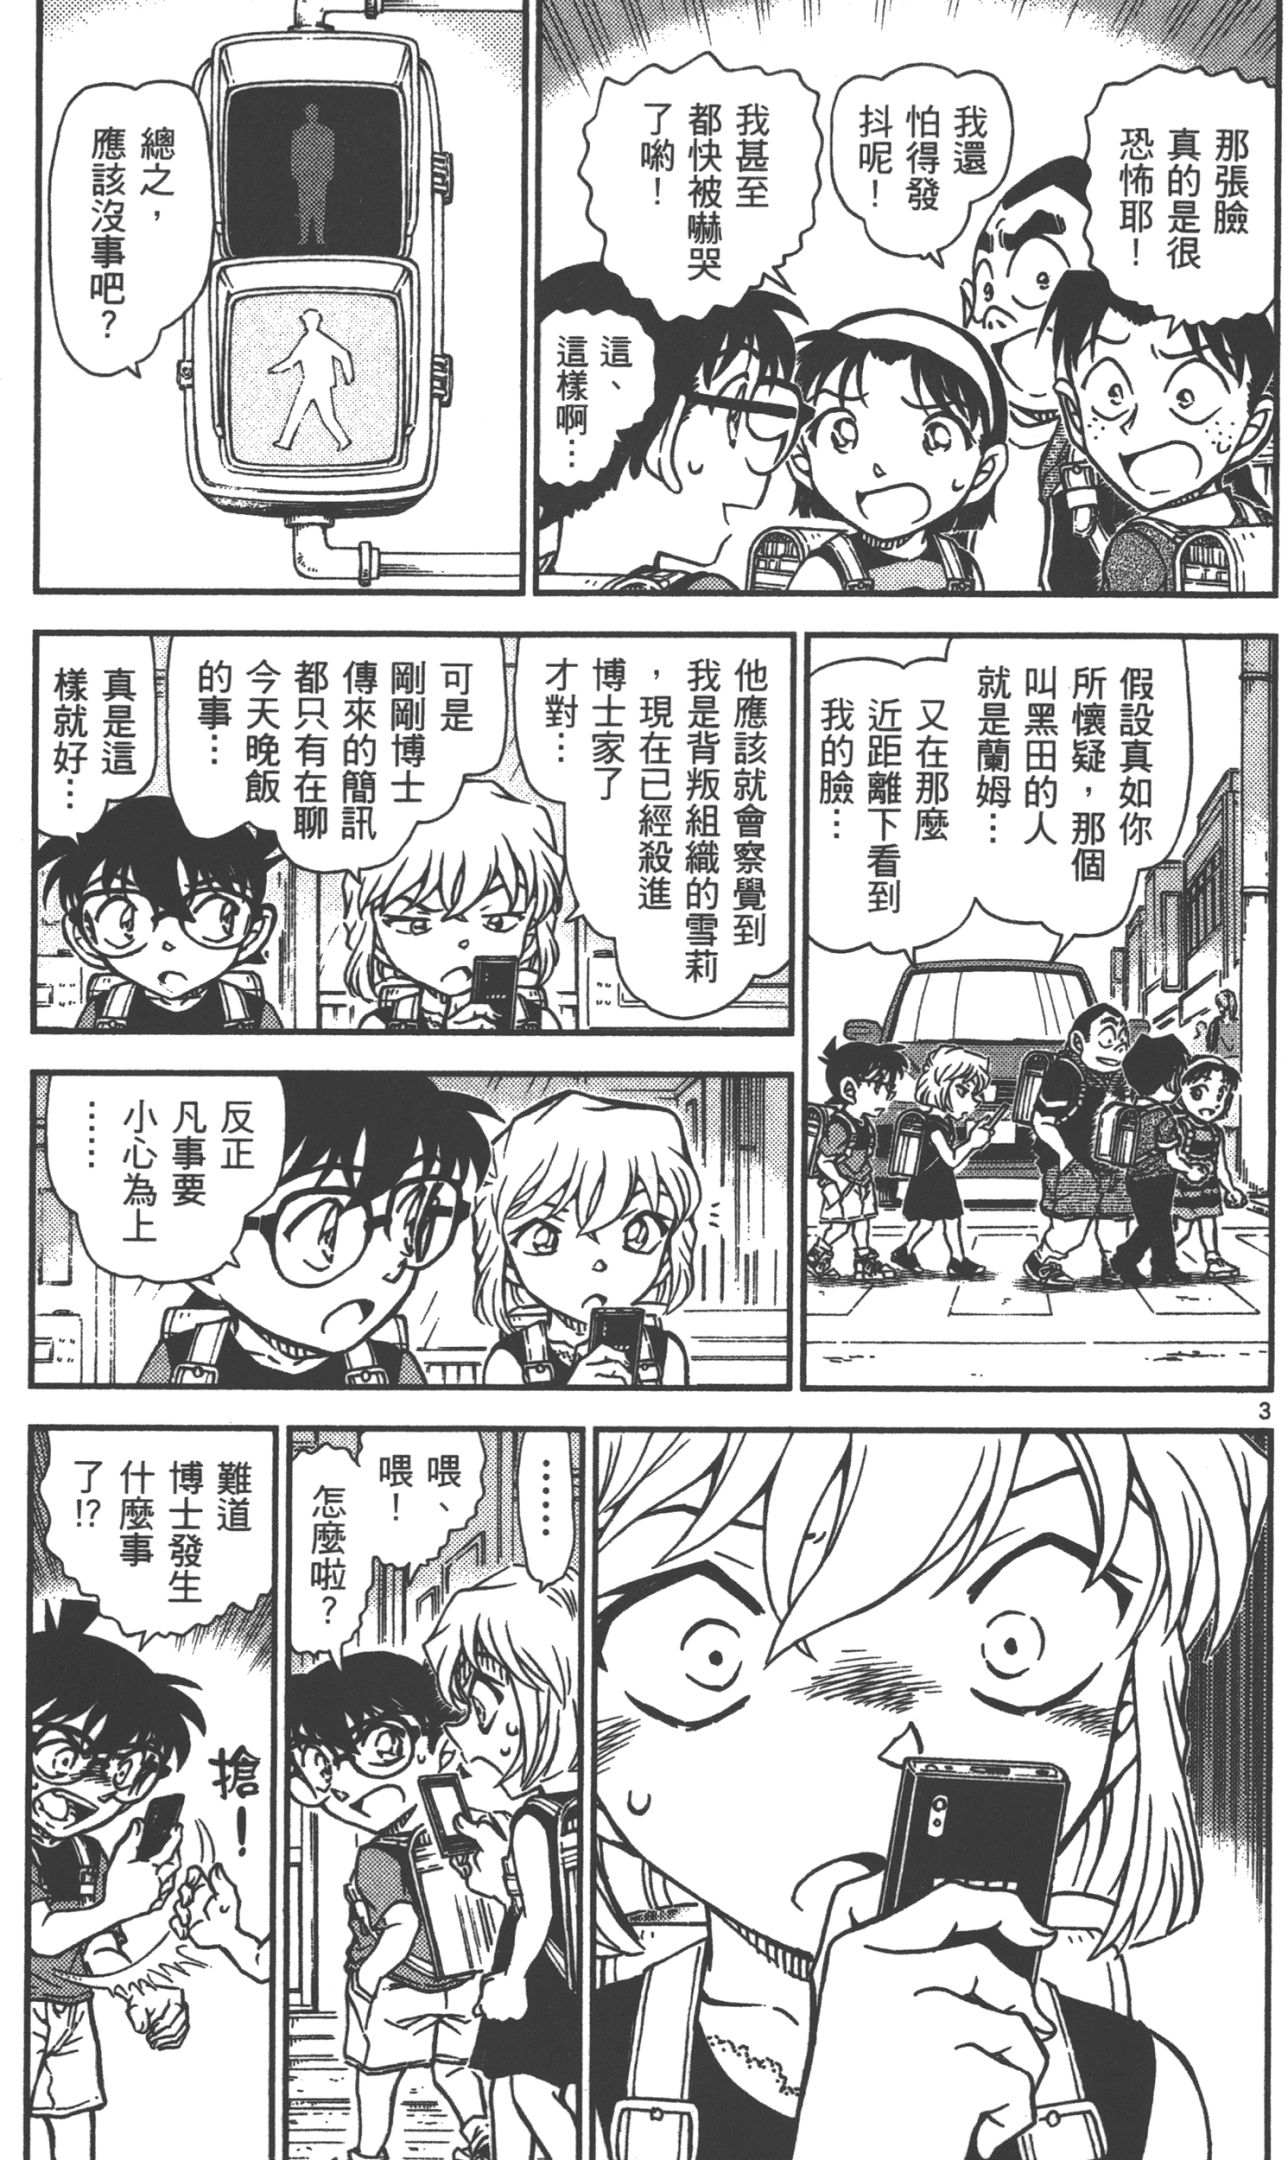 那張臉
真的是很
恐怖耶！
我還
怕得發
抖呢！
我甚至
都快被嚇哭
了喲！
這、
這樣啊…
總之，
應該沒事吧？
假設真如你
所懷疑，那個
叫黑田的人
就是蘭姆…
又在那麼
近距離下看到
我的臉…
他應該就會察覺到
我是背叛組織的雪莉
，現在已經殺進
博士家了
才對…
可是
剛剛博士
傳來的簡訊
都只有在聊
今天晚飯
的事…
真是這
樣就好…
反正
凡事要
小心為上
……
3
……
喂、
喂！
怎麼啦？
難道
博士發生
什麼事
了!?
搶！